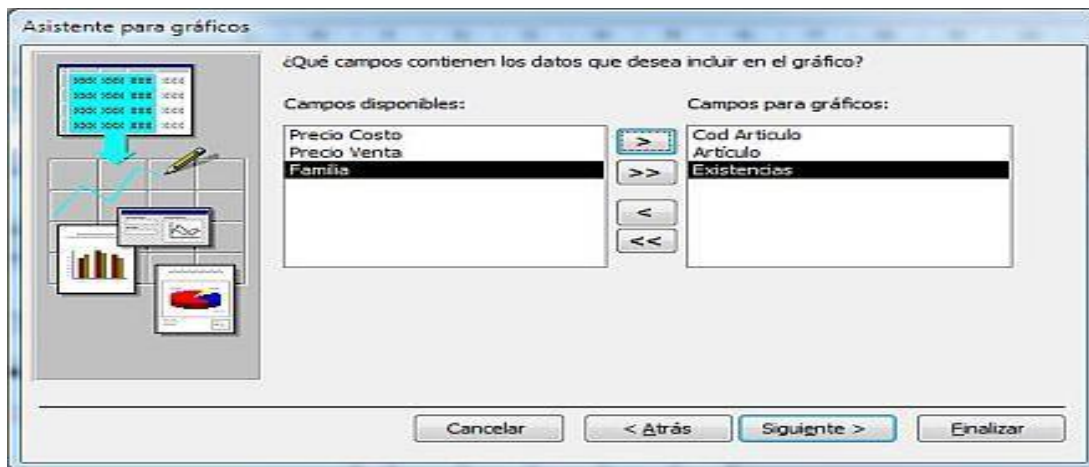 Asistente para gráficos
¿Qué campos contienen los datos que desea incluir en el gráfico?
Campos disponibles:
Campos para gráficos:
Precio Costo
Precio Venta
Familia
>
>>
<
<<
Cod Articulo
Artículo
Existencias
Cancelar
< Atrás
Siguiente >
Finalizar